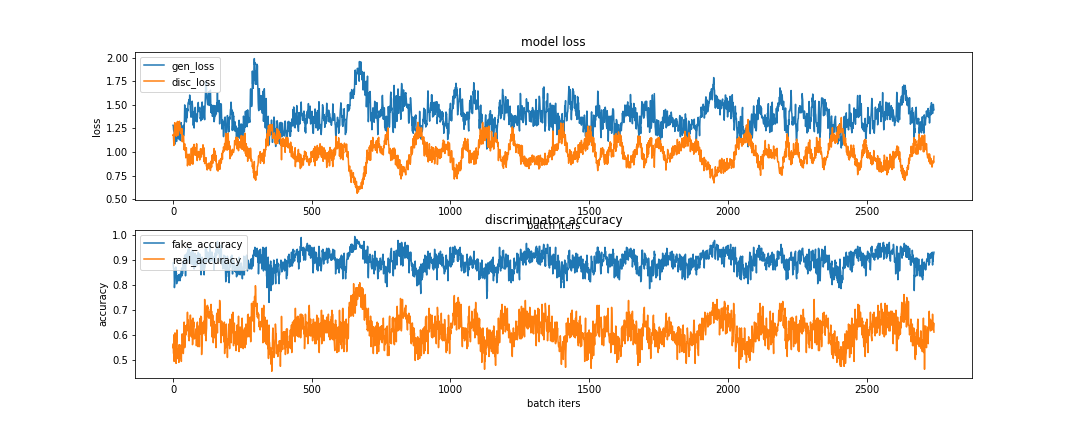 model loss
2.00
1.75
1.50
1.25
1.00
0.75
0.50
loss
gen_loss
disc_loss
0 500 1000 1500 2000 2500
batch iters
discriminator accuracy
1.0
0.9
0.8
0.7
0.6
0.5
accuracy
fake_accuracy
real_accuracy
0 500 1000 1500 2000 2500
batch iters